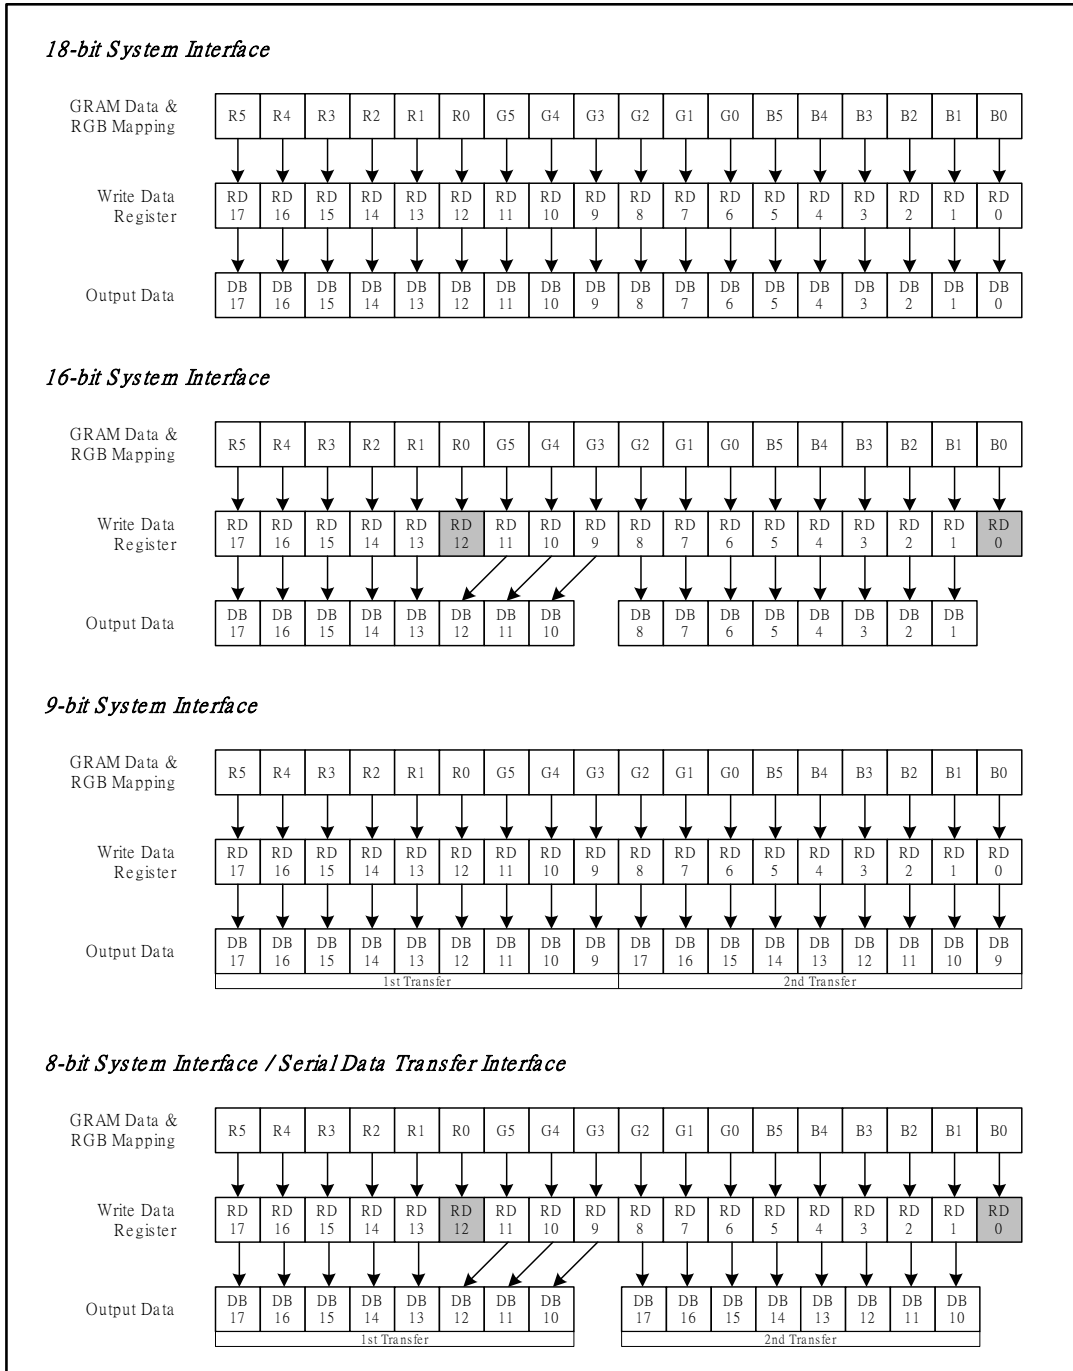 18-bit System Interface
GRAM Data &
RGB Mapping
R5 R4 R3 R2 R1 R0 G5 G4 G3 G2 G1 G0 B5 B4 B3 B2 B1 B0
Write Data
Register
RD RD RD RD RD RD RD RD RD RD RD RD RD RD RD RD RD RD
17 16 15 14 13 12 11 10 9 8 7 6 5 4 3 2 1 0
Output Data
DB DB DB DB DB DB DB DB DB DB DB DB DB DB DB DB DB DB
17 16 15 14 13 12 11 10 9 8 7 6 5 4 3 2 1 0
16-bit System Interface
GRAM Data &
RGB Mapping
R5 R4 R3 R2 R1 R0 G5 G4 G3 G2 G1 G0 B5 B4 B3 B2 B1 B0
Write Data
Register
RD RD RD RD RD RD RD RD RD RD RD RD RD RD RD RD RD RD
17 16 15 14 13 12 11 10 9 8 7 6 5 4 3 2 1 0
Output Data
DB DB DB DB DB DB DB DB DB DB DB DB DB DB DB DB
17 16 15 14 13 12 11 10 8 7 6 5 4 3 2 1
9-bit System Interface
GRAM Data &
RGB Mapping
R5 R4 R3 R2 R1 R0 G5 G4 G3 G2 G1 G0 B5 B4 B3 B2 B1 B0
Write Data
Register
RD RD RD RD RD RD RD RD RD RD RD RD RD RD RD RD RD RD
17 16 15 14 13 12 11 10 9 8 7 6 5 4 3 2 1 0
Output Data
DB DB DB DB DB DB DB DB DB DB DB DB DB DB DB DB DB DB
17 16 15 14 13 12 11 10 9 17 16 15 14 13 12 11 10 9
1st Transfer 2nd Transfer
8-bit System Interface / Serial Data Transfer Interface
GRAM Data &
RGB Mapping
R5 R4 R3 R2 R1 R0 G5 G4 G3 G2 G1 G0 B5 B4 B3 B2 B1 B0
Write Data
Register
RD RD RD RD RD RD RD RD RD RD RD RD RD RD RD RD RD RD
17 16 15 14 13 12 11 10 9 8 7 6 5 4 3 2 1 0
Output Data
DB DB DB DB DB DB DB DB DB DB DB DB DB DB DB DB
17 16 15 14 13 12 11 10 17 16 15 14 13 12 11 10
1st Transfer 2nd Transfer